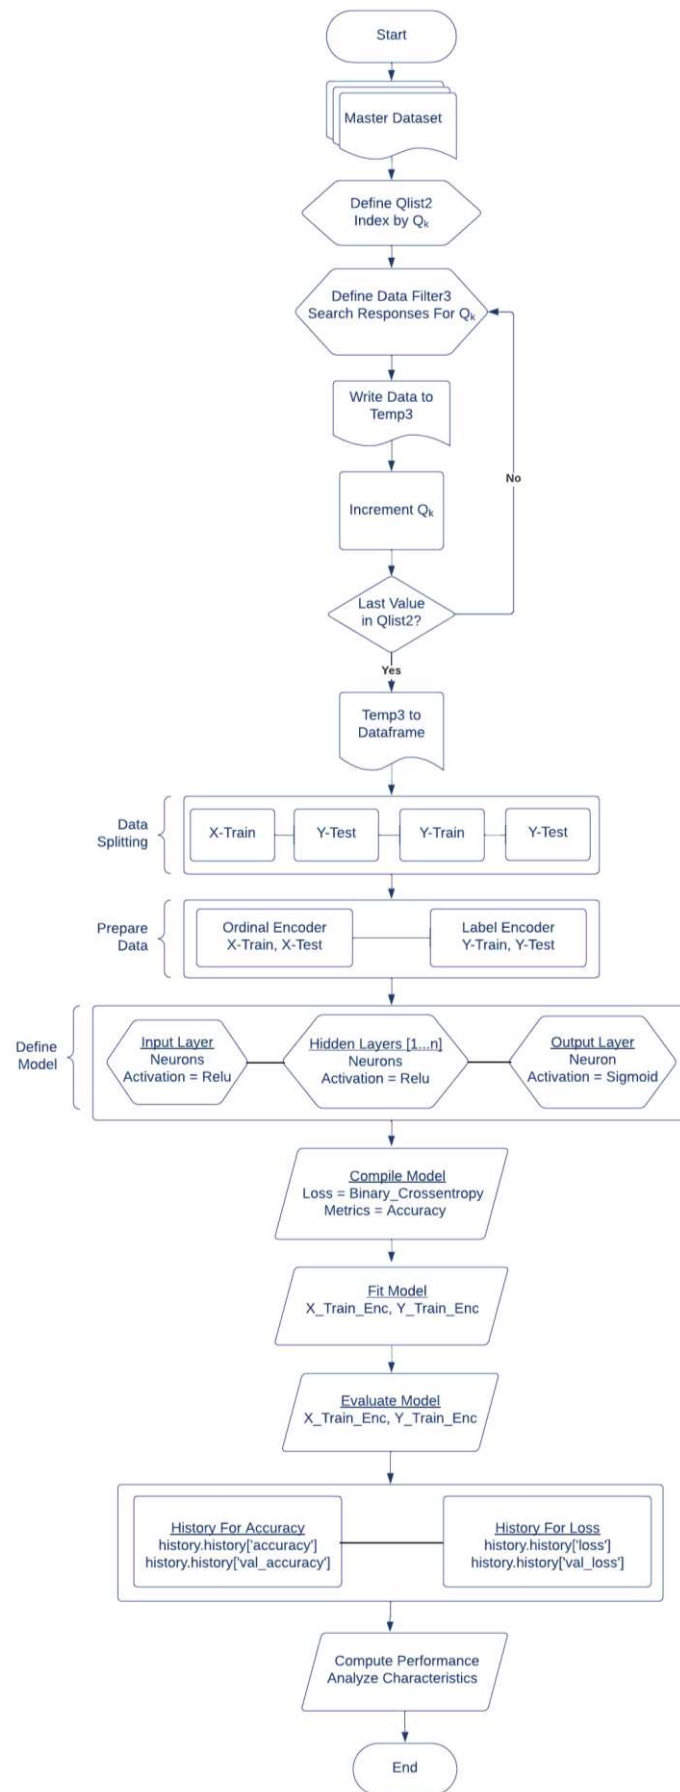 Start
Master Dataset
Define Qlist2
Index by Qₖ
Define Data Filter3
Search Responses For Qₖ
Write Data to
Temp3
No
Increment Qₖ
Last Value
in Qlist2?
Yes
Temp3 to
Dataframe
Data
Splitting
X-Train
Y-Test
Y-Train
Y-Test
Prepare
Data
Ordinal Encoder
X-Train, X-Test
Label Encoder
Y-Train, Y-Test
Define
Model
Input Layer
Neurons
Activation = Relu
Hidden Layers [1...n]
Neurons
Activation = Relu
Output Layer
Neuron
Activation = Sigmoid
Compile Model
Loss = Binary_Crossentropy
Metrics = Accuracy
Fit Model
X_Train_Enc, Y_Train_Enc
Evaluate Model
X_Train_Enc, Y_Train_Enc
History For Accuracy
history.history['accuracy']
history.history['val_accuracy']
History For Loss
history.history['loss']
history.history['val_loss']
Compute Performance
Analyze Characteristics
End